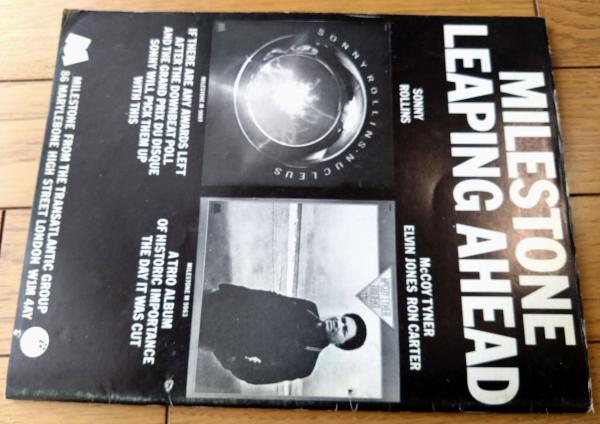 MILESTONE
LEAPING AHEAD
SONNY
ROLLINS
SONNY ROLLINS • NUCLEUS
IF THERE ARE ANY AWARDS LEFT
AFTER THE DOWNBEAT POLL
AND THE GRAND PRIX DU DISQUE
SONNY WILL PICK THEM UP
WITH THIS
McCOY TYNER
ELVIN JONES RON CARTER
MILESTONE M 9063
A TRIO ALBUM
OF HISTORIC IMPORTANCE
THE DAY IT WAS CUT
MILESTONE FROM THE TRANSATLANTIC GROUP
86 MARYLEBONE HIGH STREET LONDON W1M 4AY